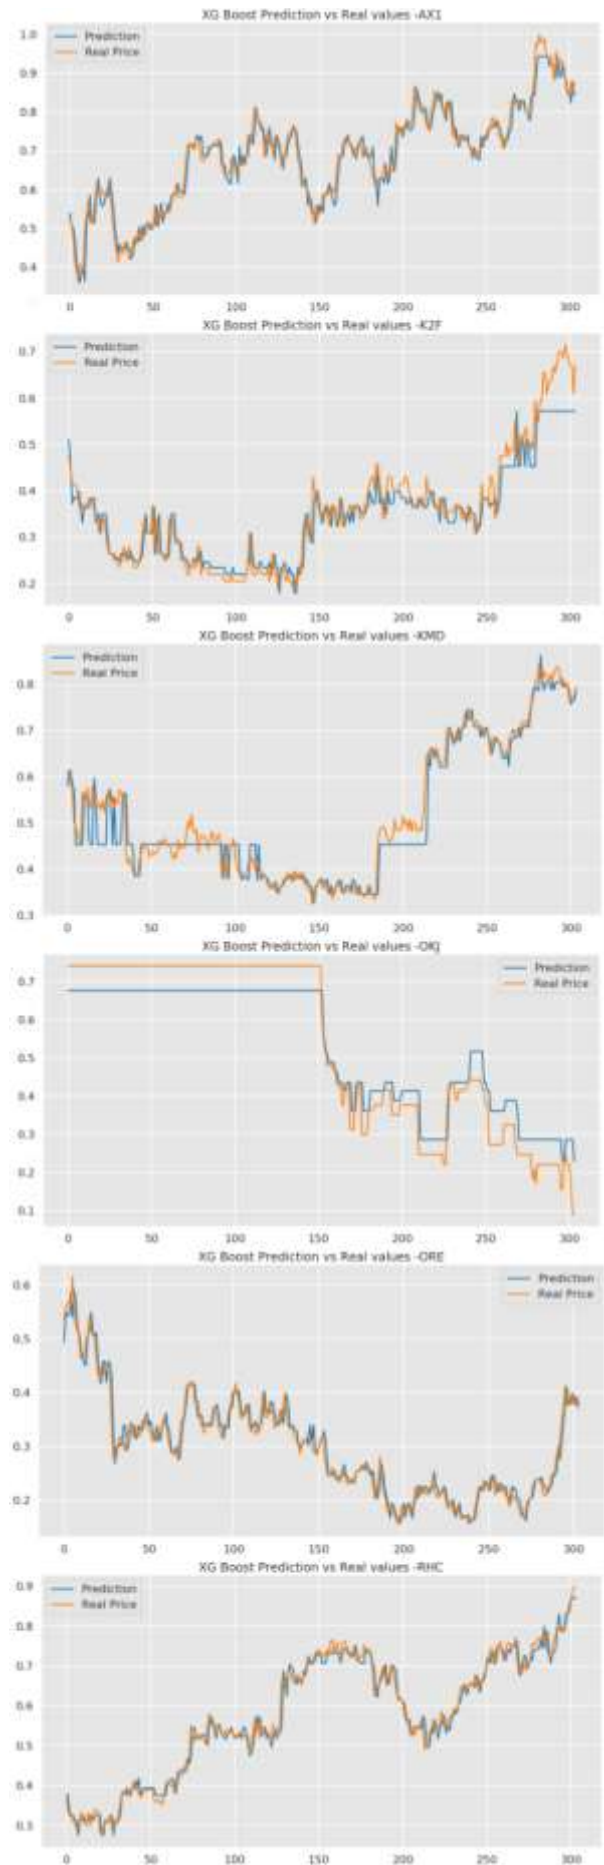 XG Boost Prediction vs Real values -AX1
Prediction
Real Price
1.0
0.9
0.8
0.7
0.6
0.5
0.4
0 50 100 150 200 250 300
XG Boost Prediction vs Real values -K2F
Prediction
Real Price
0.7
0.6
0.5
0.4
0.3
0.2
0 50 100 150 200 250 300
XG Boost Prediction vs Real values -KMD
Prediction
Real Price
0.8
0.7
0.6
0.5
0.4
0.3
0 50 100 150 200 250 300
XG Boost Prediction vs Real values -OKJ
Prediction
Real Price
0.7
0.6
0.5
0.4
0.3
0.2
0.1
0 50 100 150 200 250 300
XG Boost Prediction vs Real values -ORE
Prediction
Real Price
0.6
0.5
0.4
0.3
0.2
0 50 100 150 200 250 300
XG Boost Prediction vs Real values -RHC
Prediction
Real Price
0.9
0.8
0.7
0.6
0.5
0.4
0.3
0 50 100 150 200 250 300